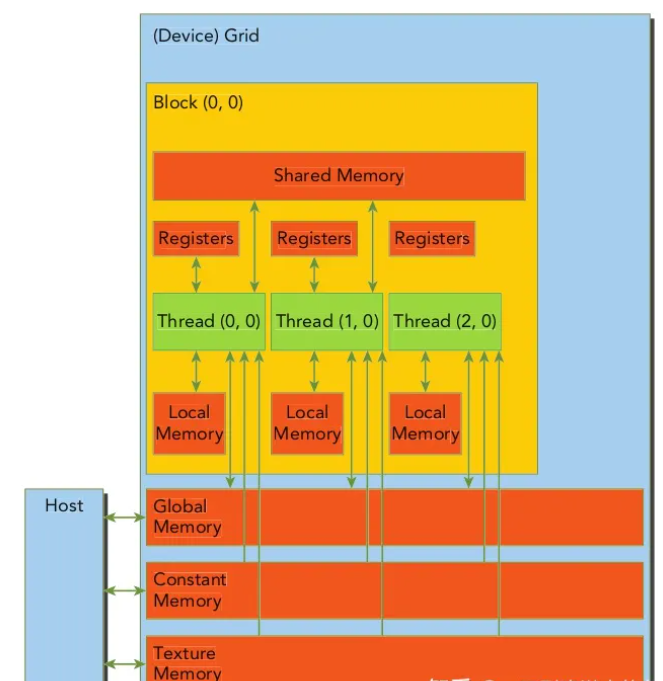 (Device) Grid
Block (0, 0)
Shared Memory
Registers
Registers
Registers
Thread (0, 0)
Thread (1, 0)
Thread (2, 0)
Local
Memory
Local
Memory
Local
Memory
Host
Global
Memory
Constant
Memory
Texture
Memory